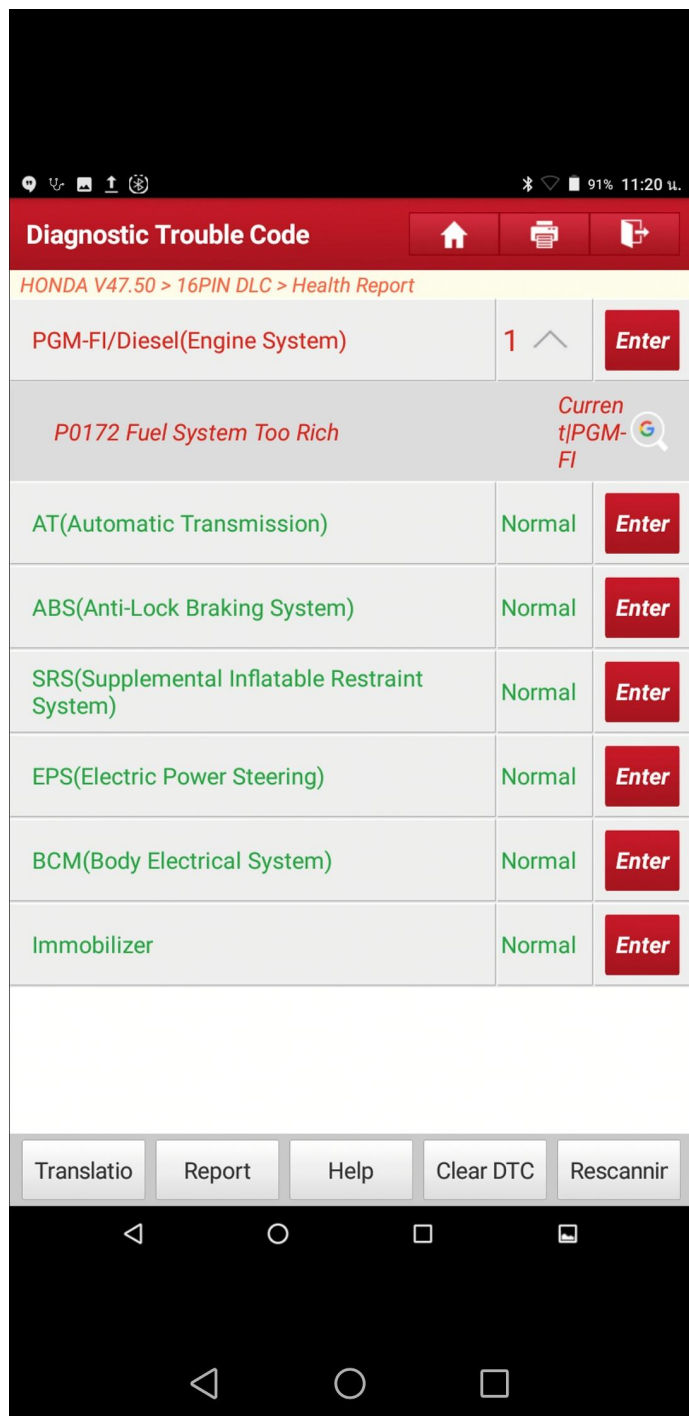 91% 11:20 น.
Diagnostic Trouble Code
HONDA V47.50 > 16PIN DLC > Health Report
PGM-FI/Diesel(Engine System) 1 Enter
P0172 Fuel System Too Rich
Curren
t|PGM-
FI
AT(Automatic Transmission) Normal Enter
ABS(Anti-Lock Braking System) Normal Enter
SRS(Supplemental Inflatable Restraint
System) Normal Enter
EPS(Electric Power Steering) Normal Enter
BCM(Body Electrical System) Normal Enter
Immobilizer Normal Enter
Translatio Report Help Clear DTC Rescannir